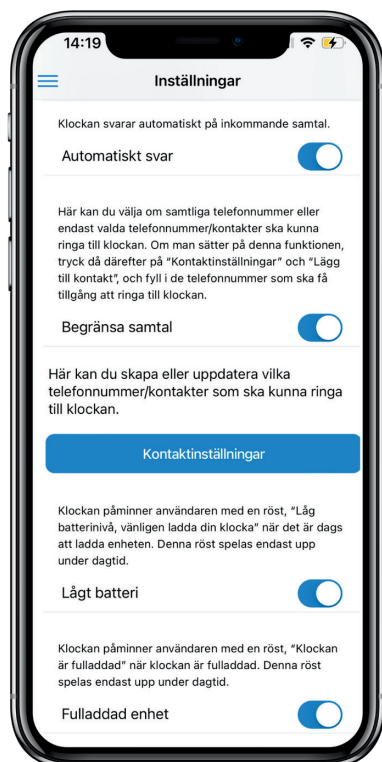 14:19
Inställningar
Klockan svarar automatiskt på inkommande samtal.
Automatiskt svar
Här kan du välja om samtliga telefonnummer eller
endast valda telefonnummer/kontakter ska kunna
ringa till klockan. Om man sätter på denna funktionen,
tryck då därefter på “Kontaktinställningar” och “Lägg
till kontakt”, och fyll i de telefonnummer som ska få
tillgång att ringa till klockan.
Begränsa samtal
Här kan du skapa eller uppdatera vilka
telefonnummer/kontakter som ska kunna ringa
till klockan.
Kontaktinställningar
Klockan påminner användaren med en röst, “Låg
batterinivå, vänligen ladda din klocka” när det är dags
att ladda enheten. Denna röst spelas endast upp
under dagtid.
Lågt batteri
Klockan påminner användaren med en röst, “Klockan
är fulladdad” när klockan är fulladdad. Denna röst
spelas endast upp under dagtid.
Fulladdad enhet